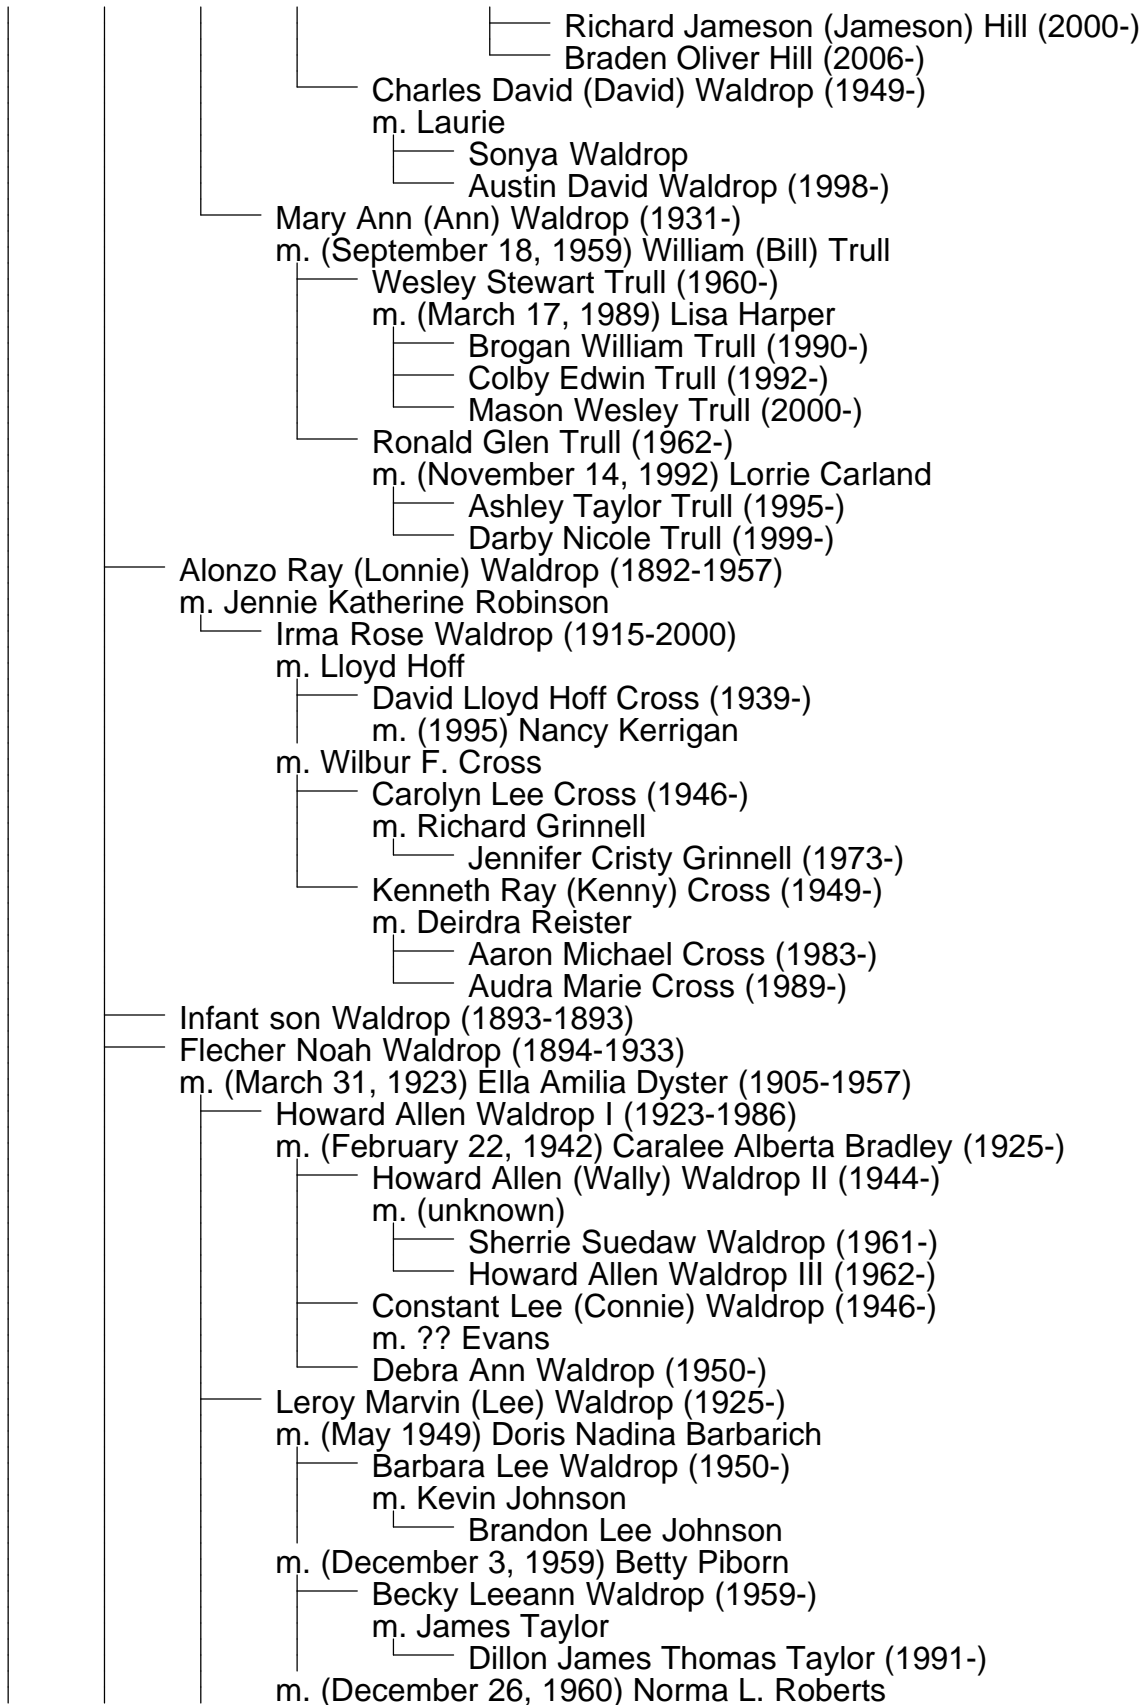 Richard Jameson (Jameson) Hill (2000-)
Braden Oliver Hill (2006-)
Charles David (David) Waldrop (1949-)
m. Laurie
Sonya Waldrop
Austin David Waldrop (1998-)
Mary Ann (Ann) Waldrop (1931-)
m. (September 18, 1959) William (Bill) Trull
Wesley Stewart Trull (1960-)
m. (March 17, 1989) Lisa Harper
Brogan William Trull (1990-)
Colby Edwin Trull (1992-)
Mason Wesley Trull (2000-)
Ronald Glen Trull (1962-)
m. (November 14, 1992) Lorrie Carland
Ashley Taylor Trull (1995-)
Darby Nicole Trull (1999-)
Alonzo Ray (Lonnie) Waldrop (1892-1957)
m. Jennie Katherine Robinson
Irma Rose Waldrop (1915-2000)
m. Lloyd Hoff
David Lloyd Hoff Cross (1939-)
m. (1995) Nancy Kerrigan
m. Wilbur F. Cross
Carolyn Lee Cross (1946-)
m. Richard Grinnell
Jennifer Cristy Grinnell (1973-)
Kenneth Ray (Kenny) Cross (1949-)
m. Deirdra Reister
Aaron Michael Cross (1983-)
Audra Marie Cross (1989-)
Infant son Waldrop (1893-1893)
Flecher Noah Waldrop (1894-1933)
m. (March 31, 1923) Ella Amilia Dyster (1905-1957)
Howard Allen Waldrop I (1923-1986)
m. (February 22, 1942) Caralee Alberta Bradley (1925-)
Howard Allen (Wally) Waldrop II (1944-)
m. (unknown)
Sherrie Suedaw Waldrop (1961-)
Howard Allen Waldrop III (1962-)
Constant Lee (Connie) Waldrop (1946-)
m. ?? Evans
Debra Ann Waldrop (1950-)
Leroy Marvin (Lee) Waldrop (1925-)
m. (May 1949) Doris Nadina Barbarich
Barbara Lee Waldrop (1950-)
m. Kevin Johnson
Brandon Lee Johnson
m. (December 3, 1959) Betty Piborn
Becky Leeann Waldrop (1959-)
m. James Taylor
Dillon James Thomas Taylor (1991-)
m. (December 26, 1960) Norma L. Roberts